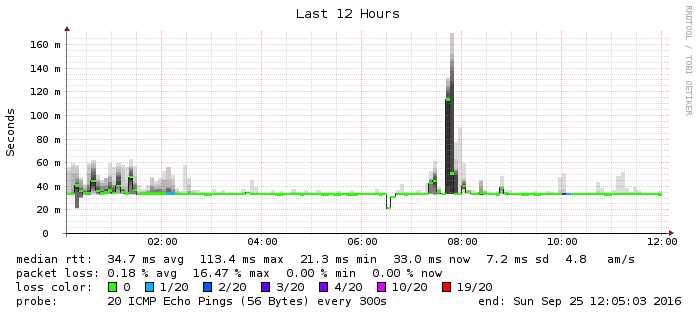 Last 12 Hours
RRDTOOL / TOBI OETIKER
Seconds
160 m
140 m
120 m
100 m
80 m
60 m
40 m
20 m
0
02:00 04:00 06:00 08:00 10:00 12:00
median rtt: 34.7 ms avg 113.4 ms max 21.3 ms min 33.0 ms now 7.2 ms sd 4.8 am/s
packet loss: 0.18 % avg 16.47 % max 0.00 % min 0.00 % now
loss color: 0 1/20 2/20 3/20 4/20 10/20 19/20
probe: 20 ICMP Echo Pings (56 Bytes) every 300s end: Sun Sep 25 12:05:03 2016